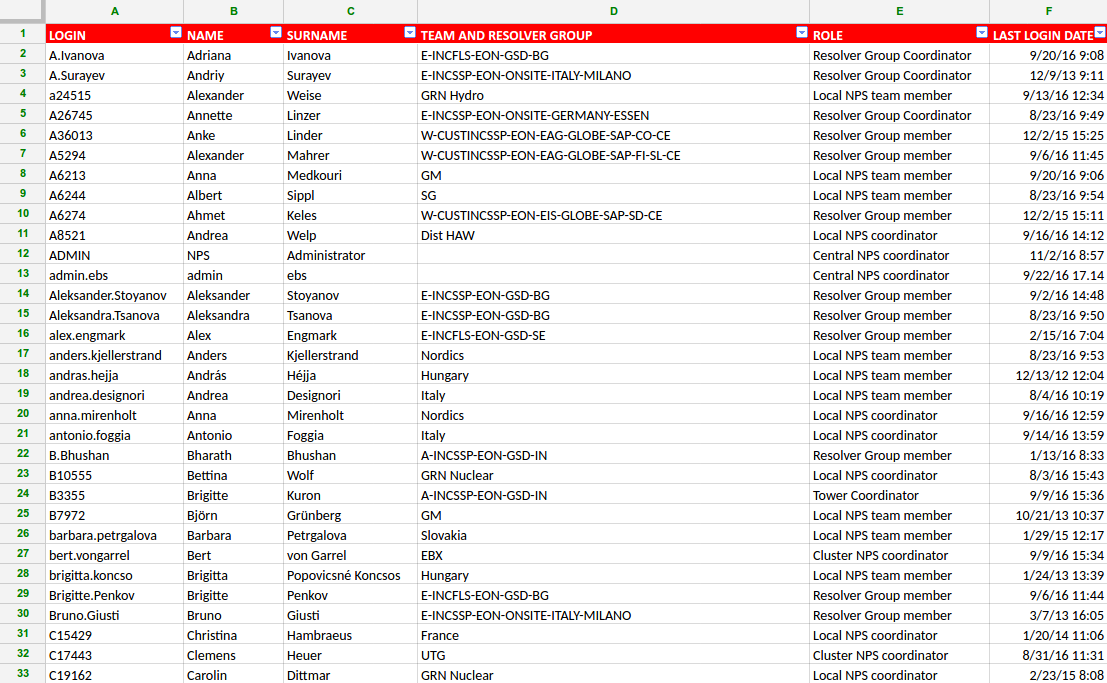 A B C D E F
1 LOGIN NAME SURNAME TEAM AND RESOLVER GROUP ROLE LAST LOGIN DATE
2 A.Ivanova Adriana Ivanova E-INCFLS-EON-GSD-BG Resolver Group Coordinator 9/20/16 9:08
3 A.Surayev Andriy Surayev E-INCSSP-EON-ONSITE-ITALY-MILANO Resolver Group Coordinator 12/9/13 9:11
4 a24515 Alexander Weise GRN Hydro Local NPS team member 9/13/16 12:34
5 A26745 Annette Linzer E-INCSSP-EON-ONSITE-GERMANY-ESSEN Resolver Group Coordinator 8/23/16 9:49
6 A36013 Anke Linder W-CUSTINCSSP-EON-EAG-GLOBE-SAP-CO-CE Resolver Group member 12/2/15 15:25
7 A5294 Alexander Mahrer W-CUSTINCSSP-EON-EAG-GLOBE-SAP-FI-SL-CE Resolver Group member 9/6/16 11:45
8 A6213 Anna Medkouri GM Local NPS team member 9/20/16 9:06
9 A6244 Albert Sippl SG Local NPS team member 8/23/16 9:54
10 A6274 Ahmet Keles W-CUSTINCSSP-EON-EIS-GLOBE-SAP-SD-CE Resolver Group member 12/2/15 15:11
11 A8521 Andrea Welp Dist HAW Local NPS coordinator 9/16/16 14:12
12 ADMIN NPS Administrator Central NPS coordinator 11/2/16 8:57
13 admin.ebs admin ebs Central NPS coordinator 9/22/16 17.14
14 Aleksander.Stoyanov Aleksander Stoyanov E-INCSSP-EON-GSD-BG Resolver Group member 9/2/16 14:48
15 Aleksandra.Tsanova Aleksandra Tsanova E-INCSSP-EON-GSD-BG Resolver Group member 8/23/16 9:50
16 alex.engmark Alex Engmark E-INCFLS-EON-GSD-SE Resolver Group member 2/15/16 7:04
17 anders.kjellerstrand Anders Kjellerstrand Nordics Local NPS team member 8/23/16 9:53
18 andras.hejja András Héjja Hungary Local NPS team member 12/13/12 12:04
19 andrea.designori Andrea Designori Italy Local NPS team member 8/4/16 10:19
20 anna.mirenholt Anna Mirenholt Nordics Local NPS coordinator 9/16/16 12:59
21 antonio.foggia Antonio Foggia Italy Local NPS coordinator 9/14/16 13:59
22 B.Bhushan Bharath Bhushan A-INCSSP-EON-GSD-IN Resolver Group member 1/13/16 8:33
23 B10555 Bettina Wolf GRN Nuclear Local NPS coordinator 8/3/16 15:43
24 B3355 Brigitte Kuron A-INCSSP-EON-GSD-IN Tower Coordinator 9/9/16 15:36
25 B7972 Björn Grünberg GM Local NPS team member 10/21/13 10:37
26 barbara.petrgalova Barbara Petrgalova Slovakia Local NPS team member 1/29/15 12:17
27 bert.vongarrel Bert von Garrel EBX Cluster NPS coordinator 9/9/16 15:34
28 brigitta.koncso Brigitta Popovicsné Koncsos Hungary Local NPS team member 1/24/13 13:39
29 Brigitte.Penkov Brigitte Penkov E-INCFLS-EON-GSD-BG Resolver Group member 9/6/16 11:44
30 Bruno.Giusti Bruno Giusti E-INCSSP-EON-ONSITE-ITALY-MILANO Resolver Group member 3/7/13 16:05
31 C15429 Christina Hambraeus France Local NPS coordinator 1/20/14 11:06
32 C17443 Clemens Heuer UTG Cluster NPS coordinator 8/31/16 11:31
33 C19162 Carolin Dittmar GRN Nuclear Local NPS coordinator 2/23/15 8:08